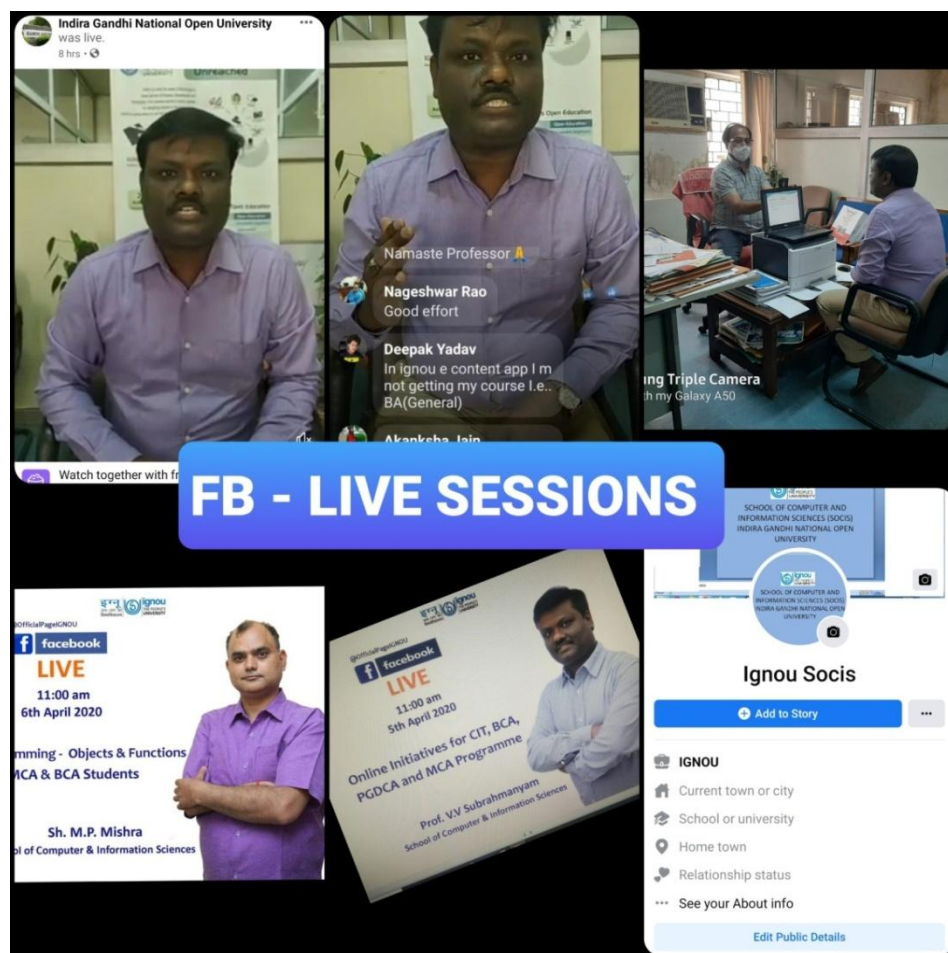 Indira Gandhi National Open University
was live.
8 hrs
Unreached
Open Education
Namaste Professor 🙏
Nageshwar Rao
Good effort
Deepak Yadav
In ignou e content app I m
not getting my course I.e..
BA(General)
Akanksha Jain
ng Triple Camera
th my Galaxy A50
Watch together with fr
FB - LIVE SESSIONS
इग्नू
ignou
THE PEOPLE'S
UNIVERSITY
@OfficialPageIGNOU
f facebook
LIVE
11:00 am
6th April 2020
mming - Objects & Functions
MCA & BCA Students
Sh. M.P. Mishra
ol of Computer & Information Sciences
इग्नू
ignou
THE PEOPLE'S
UNIVERSITY
@OfficialPageIGNOU
f facebook
LIVE
11:00 am
5th April 2020
Online Initiatives for CIT, BCA,
PGDCA and MCA Programme
Prof. V.V Subrahmanyam
School of Computer & Information Sciences
SCHOOL OF COMPUTER AND
INFORMATION SCIENCES (SOCIS)
INDIRA GANDHI NATIONAL OPEN
UNIVERSITY
ignou
SCHOOL OF COMPUTER AND
INFORMATION SCIENCES (SOCIS)
INDIRA GANDHI NATIONAL OPEN
UNIVERSITY
Ignou Socis
Add to Story
IGNOU
Current town or city
School or university
Home town
Relationship status
See your About info
Edit Public Details